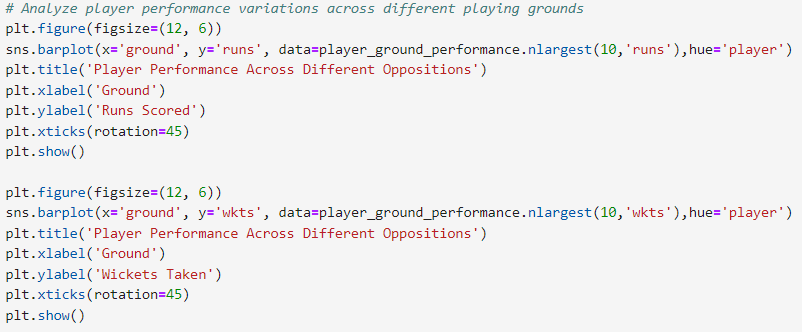 # Analyze player performance variations across different playing grounds
plt.figure(figsize=(12, 6))
sns.barplot(x='ground', y='runs', data=player_ground_performance.nlargest(10,'runs'),hue='player')
plt.title('Player Performance Across Different Oppositions')
plt.xlabel('Ground')
plt.ylabel('Runs Scored')
plt.xticks(rotation=45)
plt.show()

plt.figure(figsize=(12, 6))
sns.barplot(x='ground', y='wkts', data=player_ground_performance.nlargest(10,'wkts'),hue='player')
plt.title('Player Performance Across Different Oppositions')
plt.xlabel('Ground')
plt.ylabel('Wickets Taken')
plt.xticks(rotation=45)
plt.show()